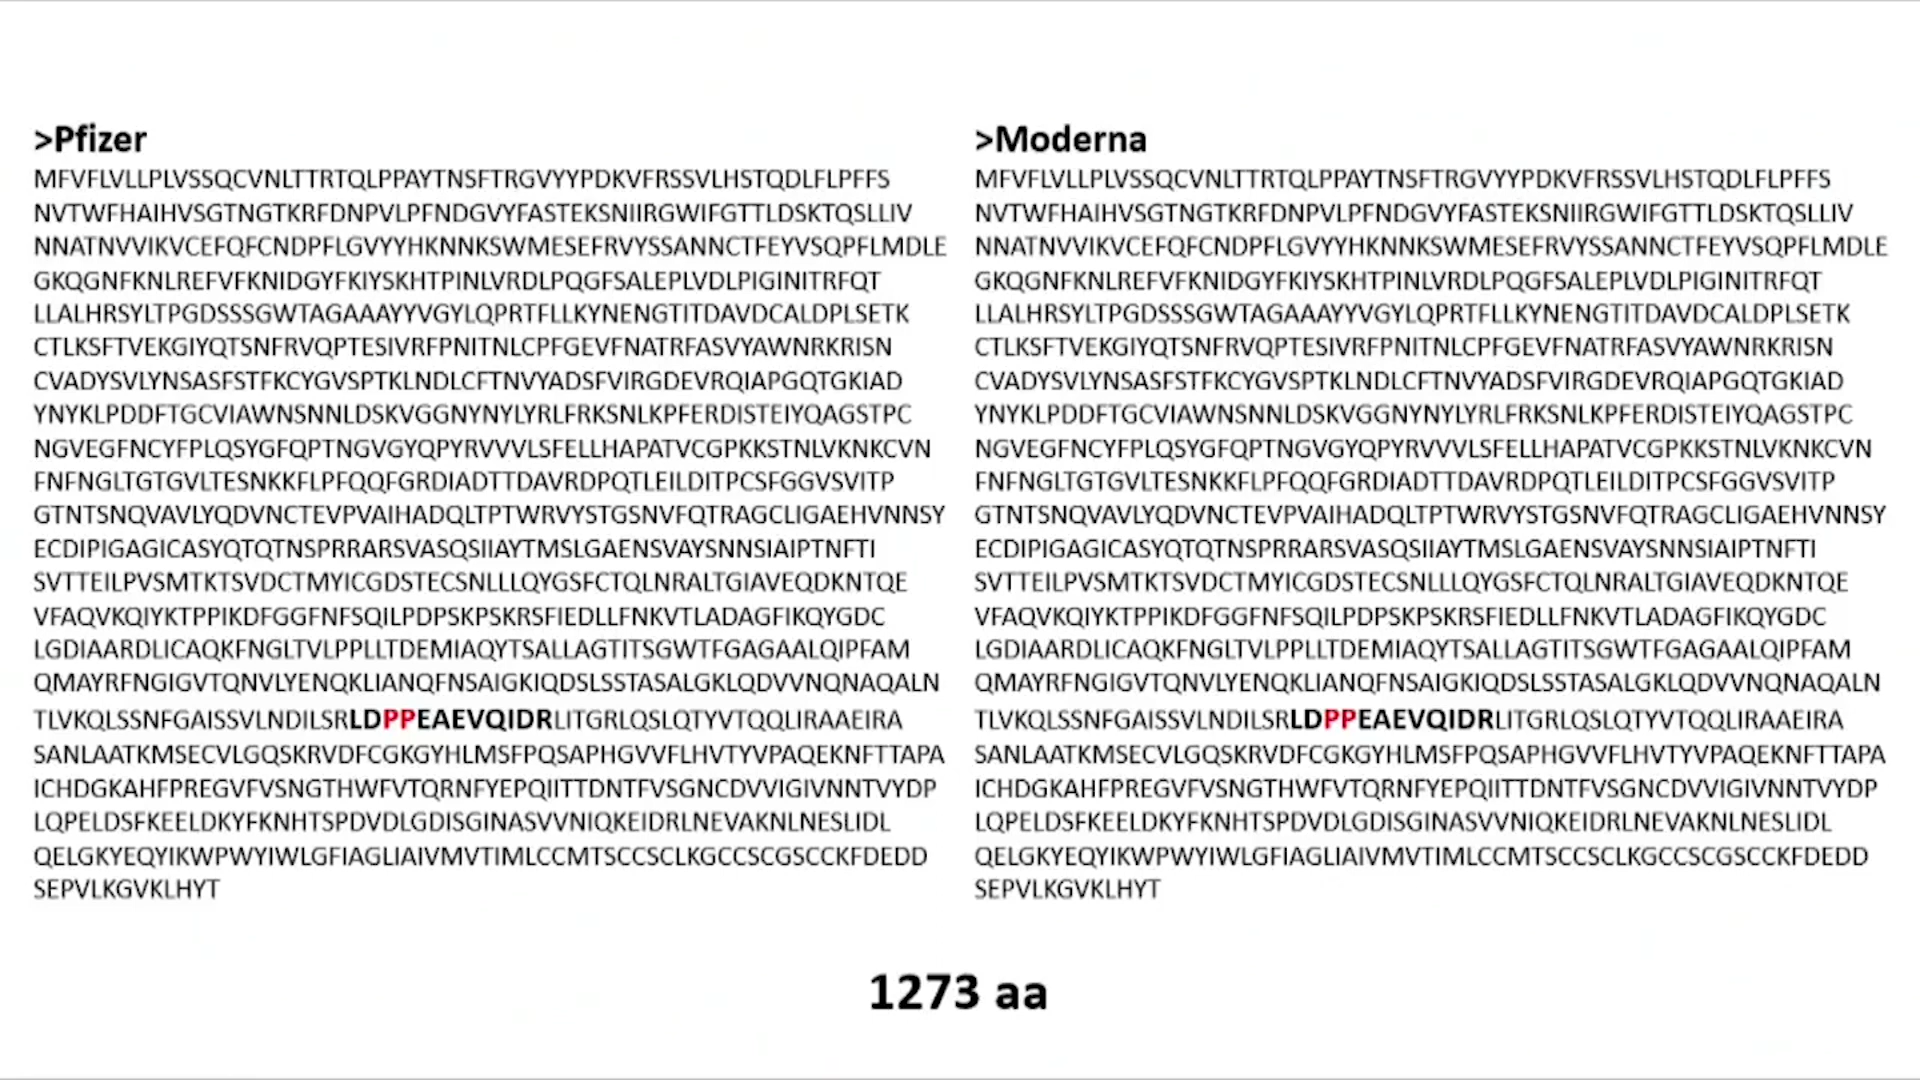 >Pfizer
MFVFLVLLPLVSSQCVNLTTRTQLPPAYTNSFTRGVYYPDKVFRSSVLHSTQDLFLPFFS
NVTWFHAIHVSGTNGTKRFDNPVLPFNDGVYFASTEKSNIIRGWIFGTTLDSKTQSLLIV
NNATNVVIKVCEFQFCNDPFLGVYYHKNNKSWMESEFRVYSSANNCTFEYVSQPFLMDLE
GKQGNFKNLREFVFKNIDGYFKIYSKHTPINLVRDLPQGFSALEPLVDLPIGINITRFQT
LLALHRSYLTPGDSSSGWTAGAAAYYVGYLQPRTFLLKYNENGTITDAVDCALDPLSETK
CTLKSFTVEKGIYQTSNFRVQPTESIVRFPNITNLCPFGEVFNATRFASVYAWNRKRISN
CVADYSVLYNSASFSTFKCYGVSPTKLNDLCFTNVYADSFVIRGDEVRQIAPGQTGKIAD
YNYKLPDDFTGCVIAWNSNNLDSKVGGNYNYLYRLFRKSNLKPFERDISTEIYQAGSTPC
NGVEGFNCYFPLQSYGFQPTNGVGYQPYRVVVLSFELLHAPATVCGPKKSTNLVKNKCVN
FNFNGLTGTGVLTESNKKFLPFQQFGRDIADTTDAVRDPQTLEILDITPCSFGGVSVITP
GTNTSNQVAVLYQDVNCTEVPVAIHADQLTPTWRVYSTGSNVFQTRAGCLIGAEHVNNSY
ECDIPIGAGICASYQTQTNSPRRARSVASQSIIAYTMSLGAENSVAYSNNSIAIPTNFTI
SVTTEILPVSMTKTSVDCTMYICGDSTECSNLLLQYGSFCTQLNRALTGIAVEQDKNTQE
VFAQVKQIYKTPPIKDFGGFNFSQILPDPSKPSKRSFIEDLLFNKVTLADAGFIKQYGDC
LGDIAARDLICAQKFNGLTVLPPLLTDEMIAQYTSALLAGTITSGWTFGAGAALQIPFAM
QMAYRFNGIGVTQNVLYENQKLIANQFNSAIGKIQDSLSSTASALGKLQDVVNQNAQALN
TLVKQLSSNFGAISSVLNDILSRLDPPEAEVQIDRLITGRLQSLQTYVTQQLIRAAEIRA
SANLAATKMSECVLGQSKRVDFCGKGYHLMSFPQSAPHGVVFLHVTYVPAQEKNFTTAPA
ICHDGKAHFPREGVFVSNGTHWFVTQRNFYEPQIITTDNTFVSGNCDVVIGIVNNTVYDP
LQPELDSFKEELDKYFKNHTSPDVDLGDISGINASVVNIQKEIDRLNEVAKNLNESLIDL
QELGKYEQYIKWPWYIWLGFIAGLIAIVMVTIMLCCMTSCCSCLKGCCSCGSCCKFDEDD
SEPVLKGVKLHYT
>Moderna
MFVFLVLLPLVSSQCVNLTTRTQLPPAYTNSFTRGVYYPDKVFRSSVLHSTQDLFLPFFS
NVTWFHAIHVSGTNGTKRFDNPVLPFNDGVYFASTEKSNIIRGWIFGTTLDSKTQSLLIV
NNATNVVIKVCEFQFCNDPFLGVYYHKNNKSWMESEFRVYSSANNCTFEYVSQPFLMDLE
GKQGNFKNLREFVFKNIDGYFKIYSKHTPINLVRDLPQGFSALEPLVDLPIGINITRFQT
LLALHRSYLTPGDSSSGWTAGAAAYYVGYLQPRTFLLKYNENGTITDAVDCALDPLSETK
CTLKSFTVEKGIYQTSNFRVQPTESIVRFPNITNLCPFGEVFNATRFASVYAWNRKRISN
CVADYSVLYNSASFSTFKCYGVSPTKLNDLCFTNVYADSFVIRGDEVRQIAPGQTGKIAD
YNYKLPDDFTGCVIAWNSNNLDSKVGGNYNYLYRLFRKSNLKPFERDISTEIYQAGSTPC
NGVEGFNCYFPLQSYGFQPTNGVGYQPYRVVVLSFELLHAPATVCGPKKSTNLVKNKCVN
FNFNGLTGTGVLTESNKKFLPFQQFGRDIADTTDAVRDPQTLEILDITPCSFGGVSVITP
GTNTSNQVAVLYQDVNCTEVPVAIHADQLTPTWRVYSTGSNVFQTRAGCLIGAEHVNNSY
ECDIPIGAGICASYQTQTNSPRRARSVASQSIIAYTMSLGAENSVAYSNNSIAIPTNFTI
SVTTEILPVSMTKTSVDCTMYICGDSTECSNLLLQYGSFCTQLNRALTGIAVEQDKNTQE
VFAQVKQIYKTPPIKDFGGFNFSQILPDPSKPSKRSFIEDLLFNKVTLADAGFIKQYGDC
LGDIAARDLICAQKFNGLTVLPPLLTDEMIAQYTSALLAGTITSGWTFGAGAALQIPFAM
QMAYRFNGIGVTQNVLYENQKLIANQFNSAIGKIQDSLSSTASALGKLQDVVNQNAQALN
TLVKQLSSNFGAISSVLNDILSRLDPPEAEVQIDRLITGRLQSLQTYVTQQLIRAAEIRA
SANLAATKMSECVLGQSKRVDFCGKGYHLMSFPQSAPHGVVFLHVTYVPAQEKNFTTAPA
ICHDGKAHFPREGVFVSNGTHWFVTQRNFYEPQIITTDNTFVSGNCDVVIGIVNNTVYDP
LQPELDSFKEELDKYFKNHTSPDVDLGDISGINASVVNIQKEIDRLNEVAKNLNESLIDL
QELGKYEQYIKWPWYIWLGFIAGLIAIVMVTIMLCCMTSCCSCLKGCCSCGSCCKFDEDD
SEPVLKGVKLHYT
1273 aa